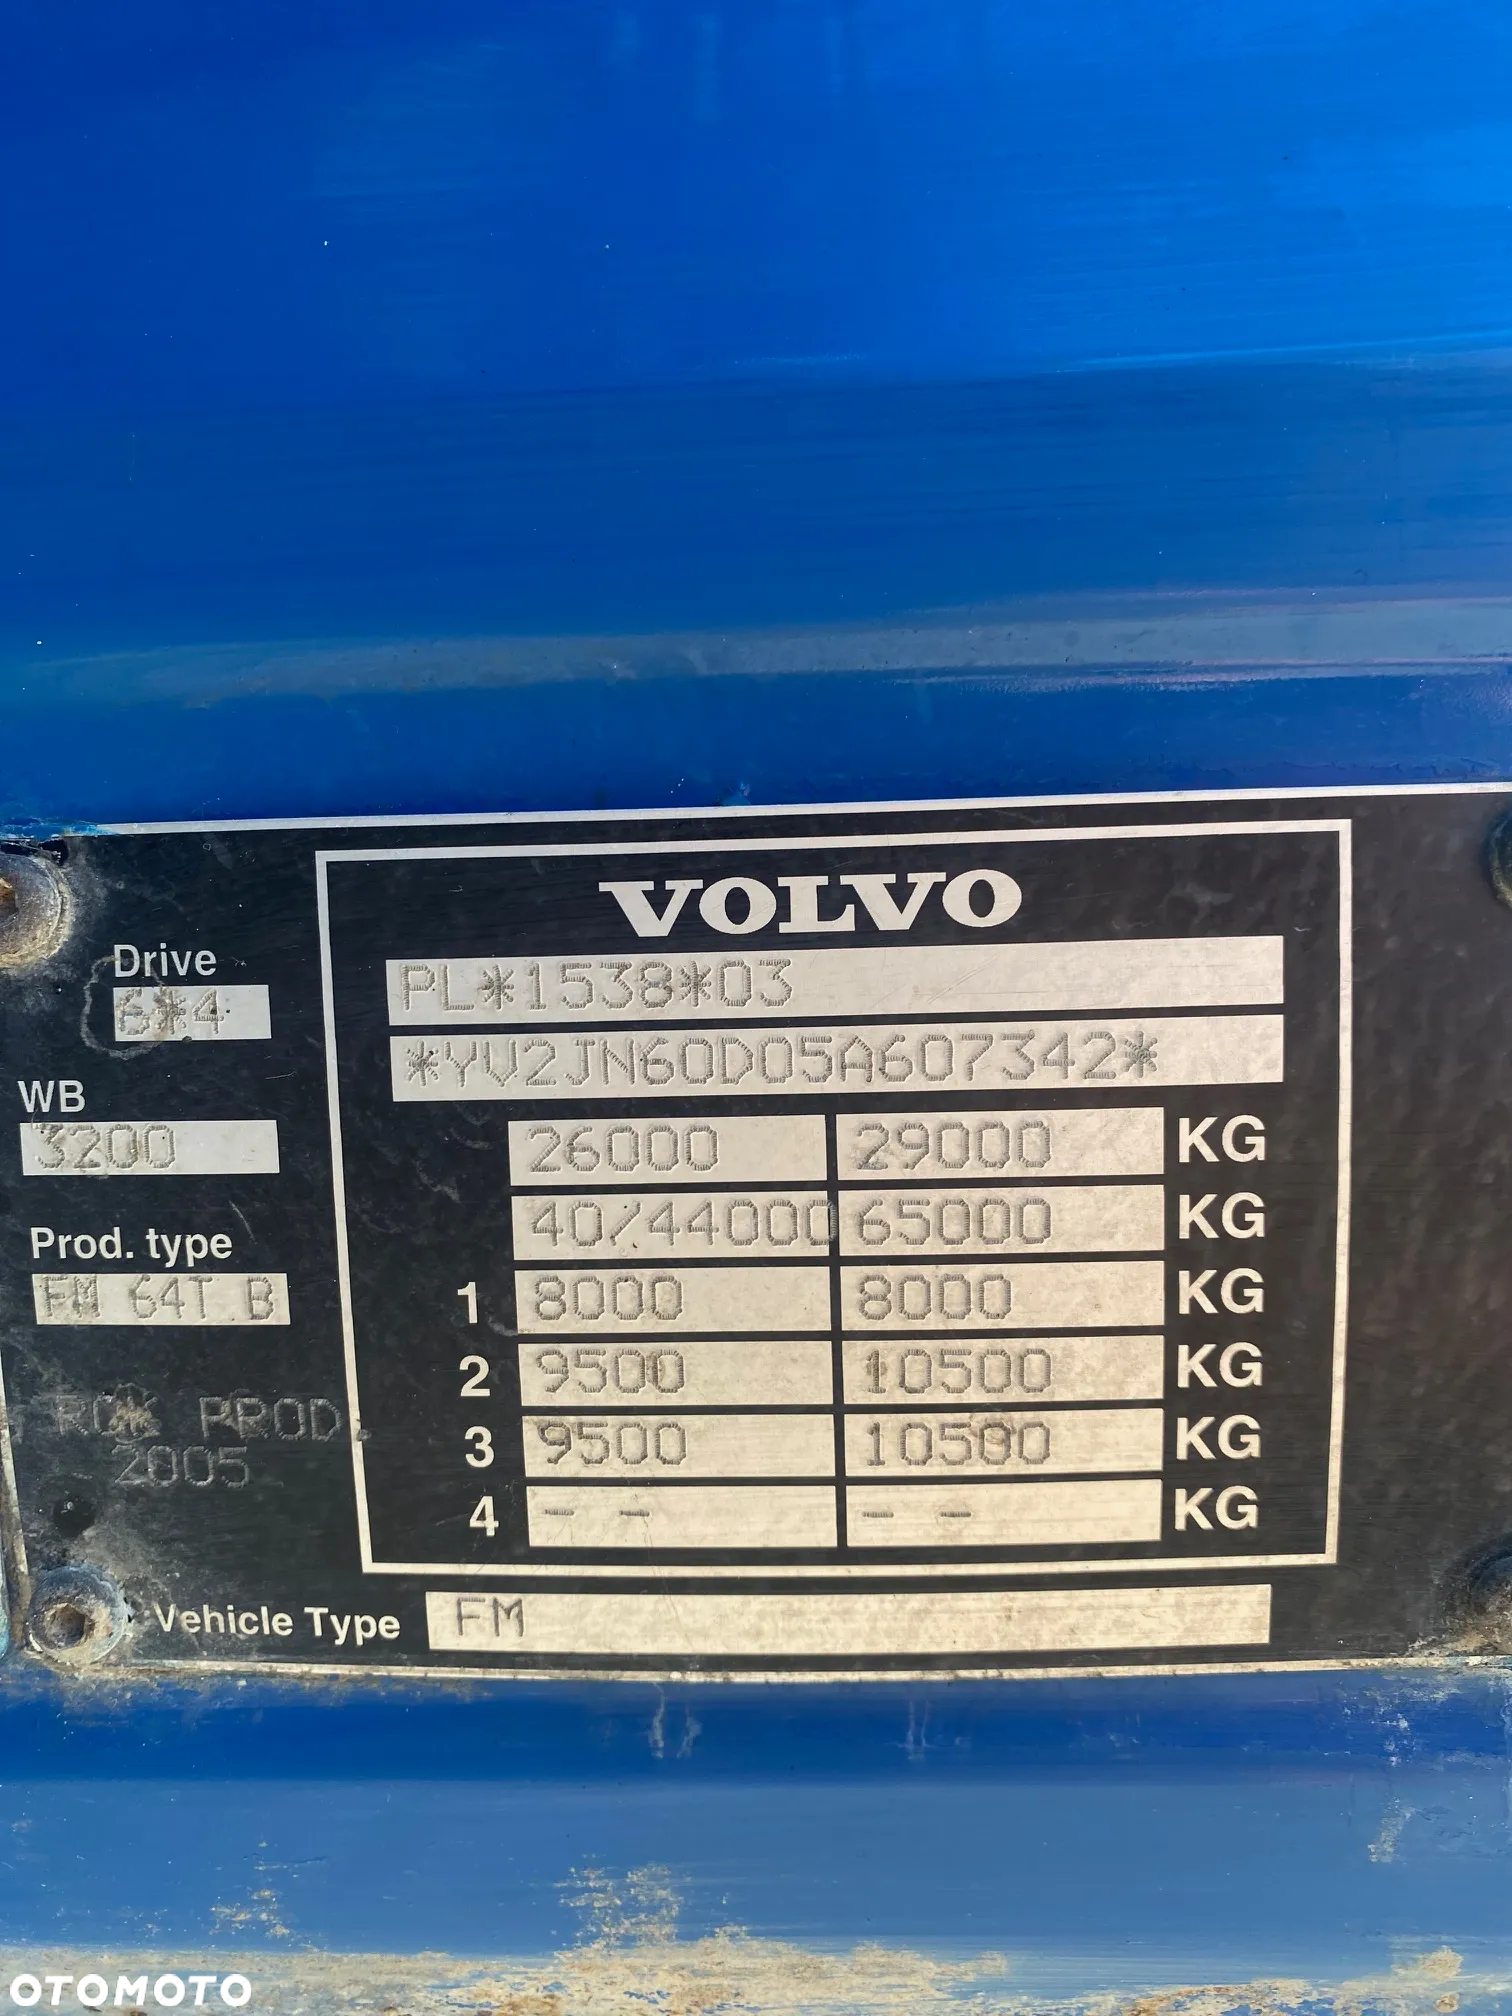 VOLVO
Drive
6*4
PL*1538*03
*YV2JN60D05A607342*
WB
3200
26000 29000 KG
40/44000 65000 KG
Prod. type
FM 64T B
1 8000 8000 KG
2 9500 10500 KG
3 9500 10500 KG
4 - - - - KG
ROK PROD.
2005
Vehicle Type FM
OTOMOTO